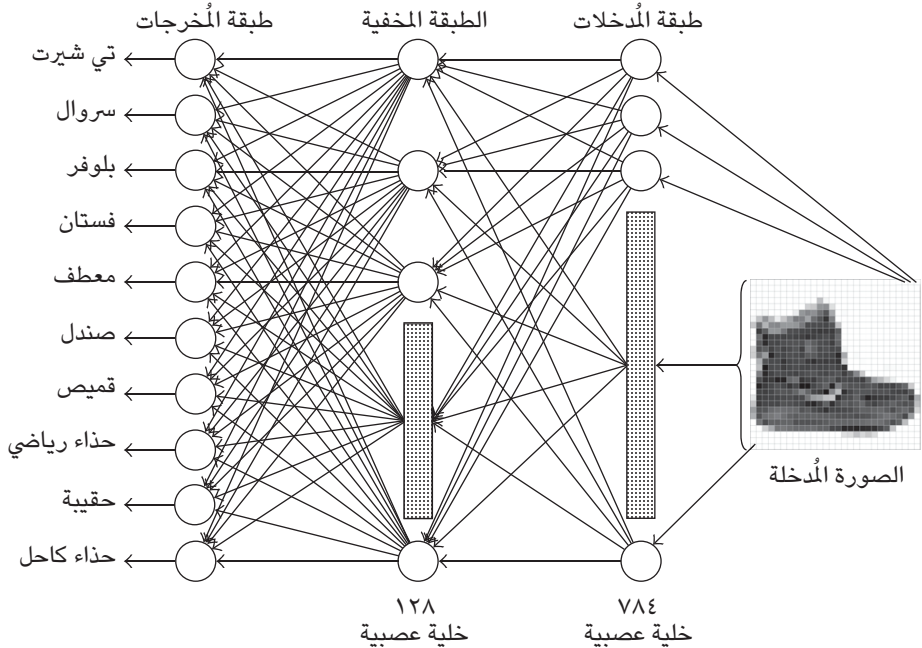 طبقة المُدخلات
الطبقة المخفية
طبقة المُخرجات
تي شيرت
سروال
بلوفر
فستان
معطف
صندل
قميص
حذاء رياضي
حقيبة
حذاء كاحل
الصورة المُدخلة
٧٨٤
خلية عصبية
١٢٨
خلية عصبية